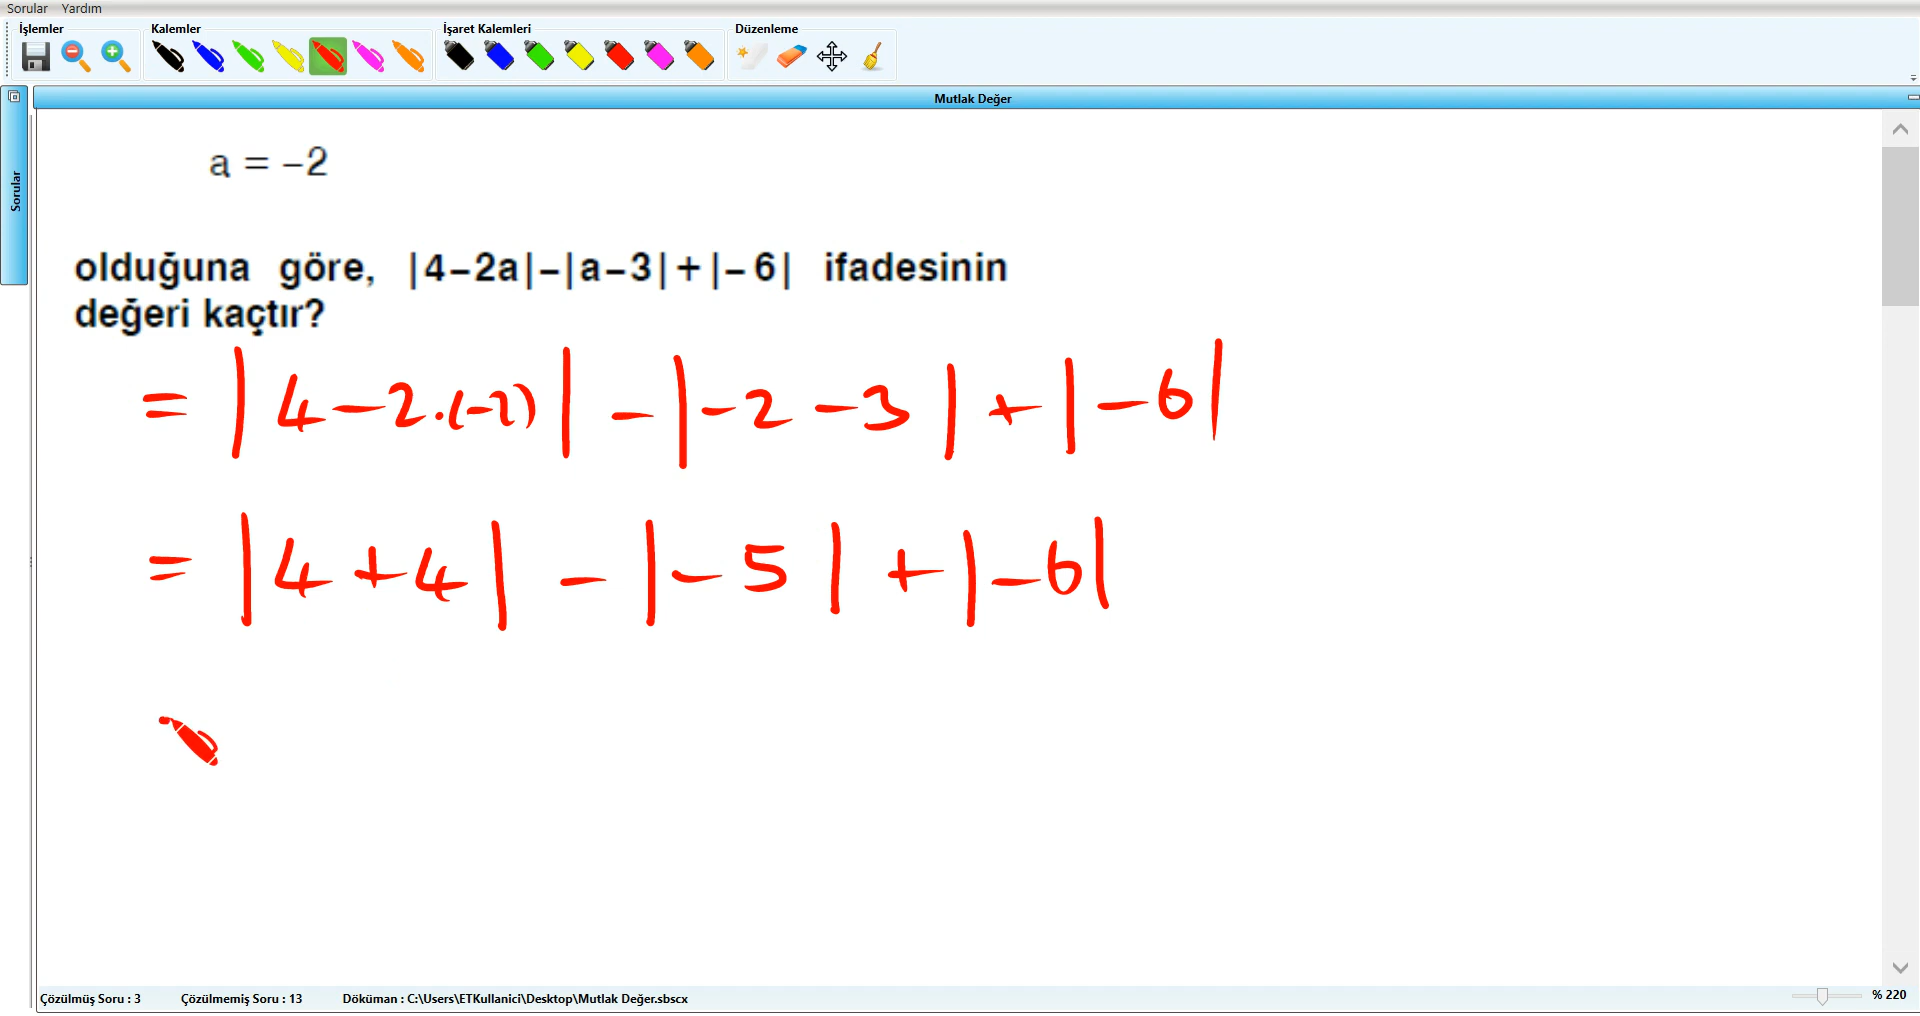 Sorular Yardım
İşlemler Kalemler İşaret Kalemleri Düzenleme
Mutlak Değer
Sorular
a = −2
olduğuna göre, |4−2a|−|a−3|+|−6| ifadesinin
değeri kaçtır?
= |4−2.(−2)| − |−2−3| + |−6|
= |4+4| − |−5| + |−6|
Çözülmüş Soru : 3 Çözülmemiş Soru : 13 Döküman : C:\Users\ETKullanici\Desktop\Mutlak Değer.sbscx % 220